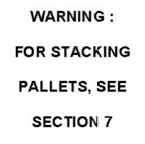 WARNING :
FOR STACKING
PALLETS, SEE
SECTION 7